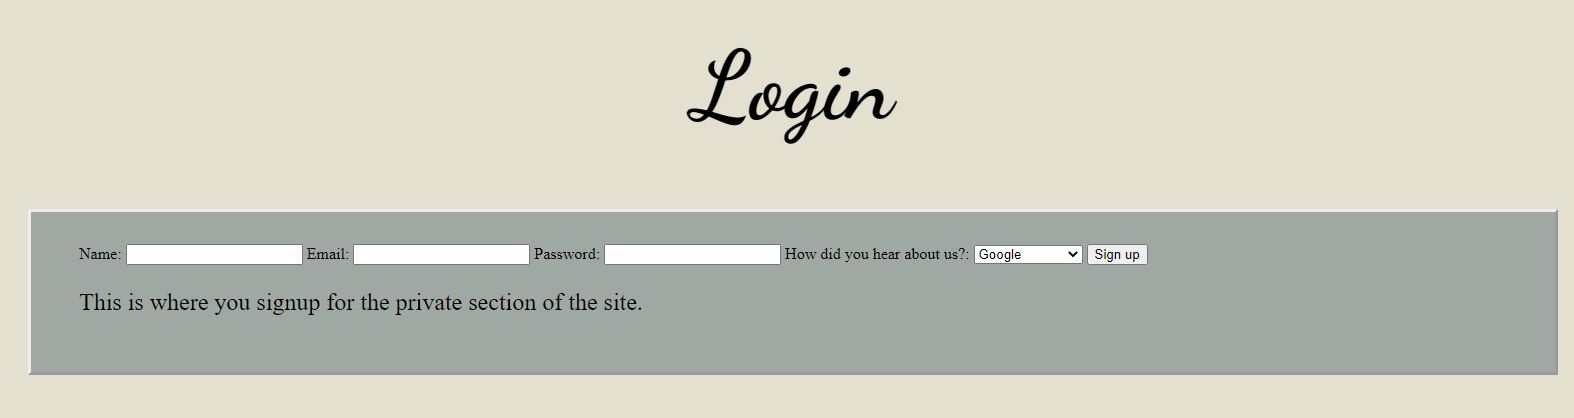 Login
Name: Email: Password: How did you hear about us?: Google Sign up
This is where you signup for the private section of the site.